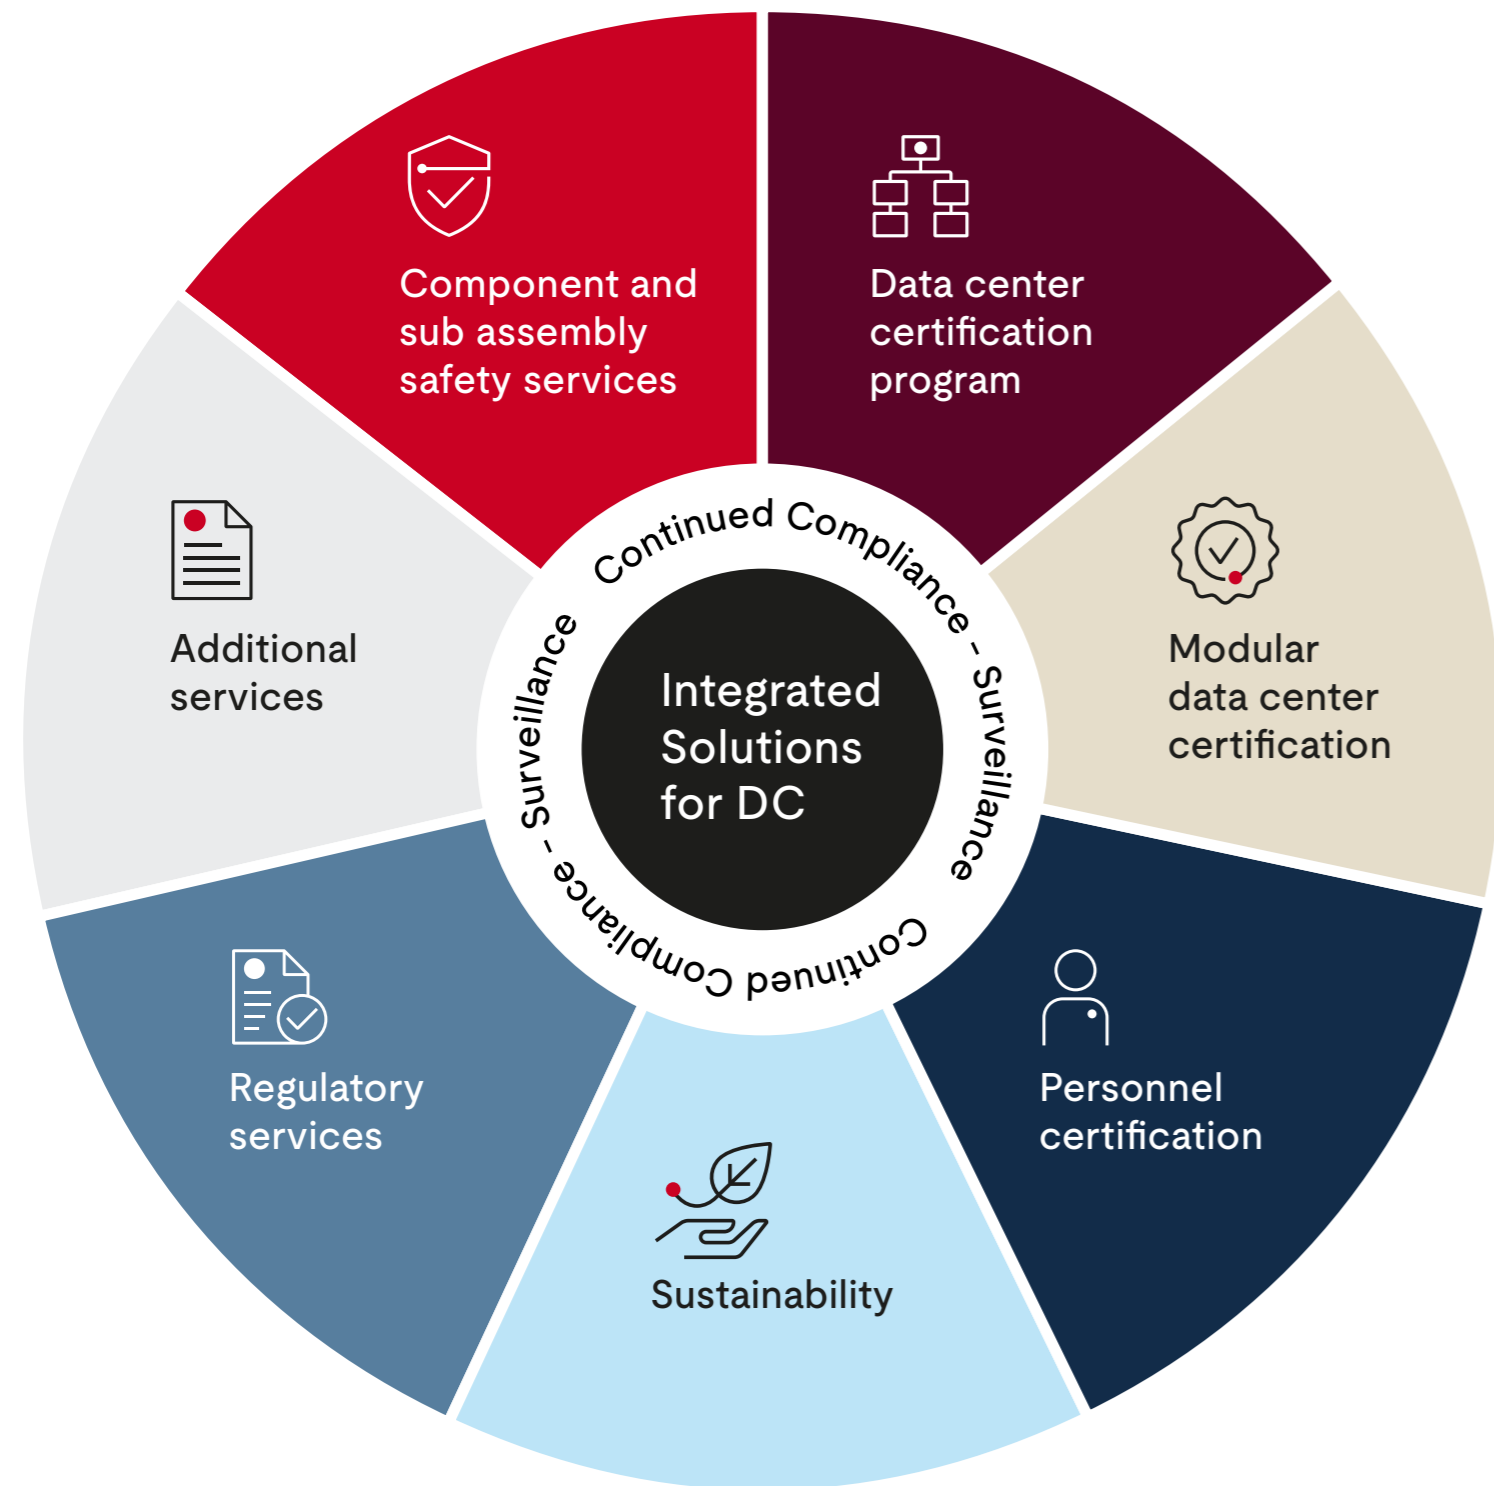 Component and
sub assembly
safety services
Data center
certification
program
Modular
data center
certification
Personnel
certification
Sustainability
Regulatory
services
Additional
services
Continued Compliance - Surveillance
Continued Compliance - Surveillance
Integrated
Solutions
for DC